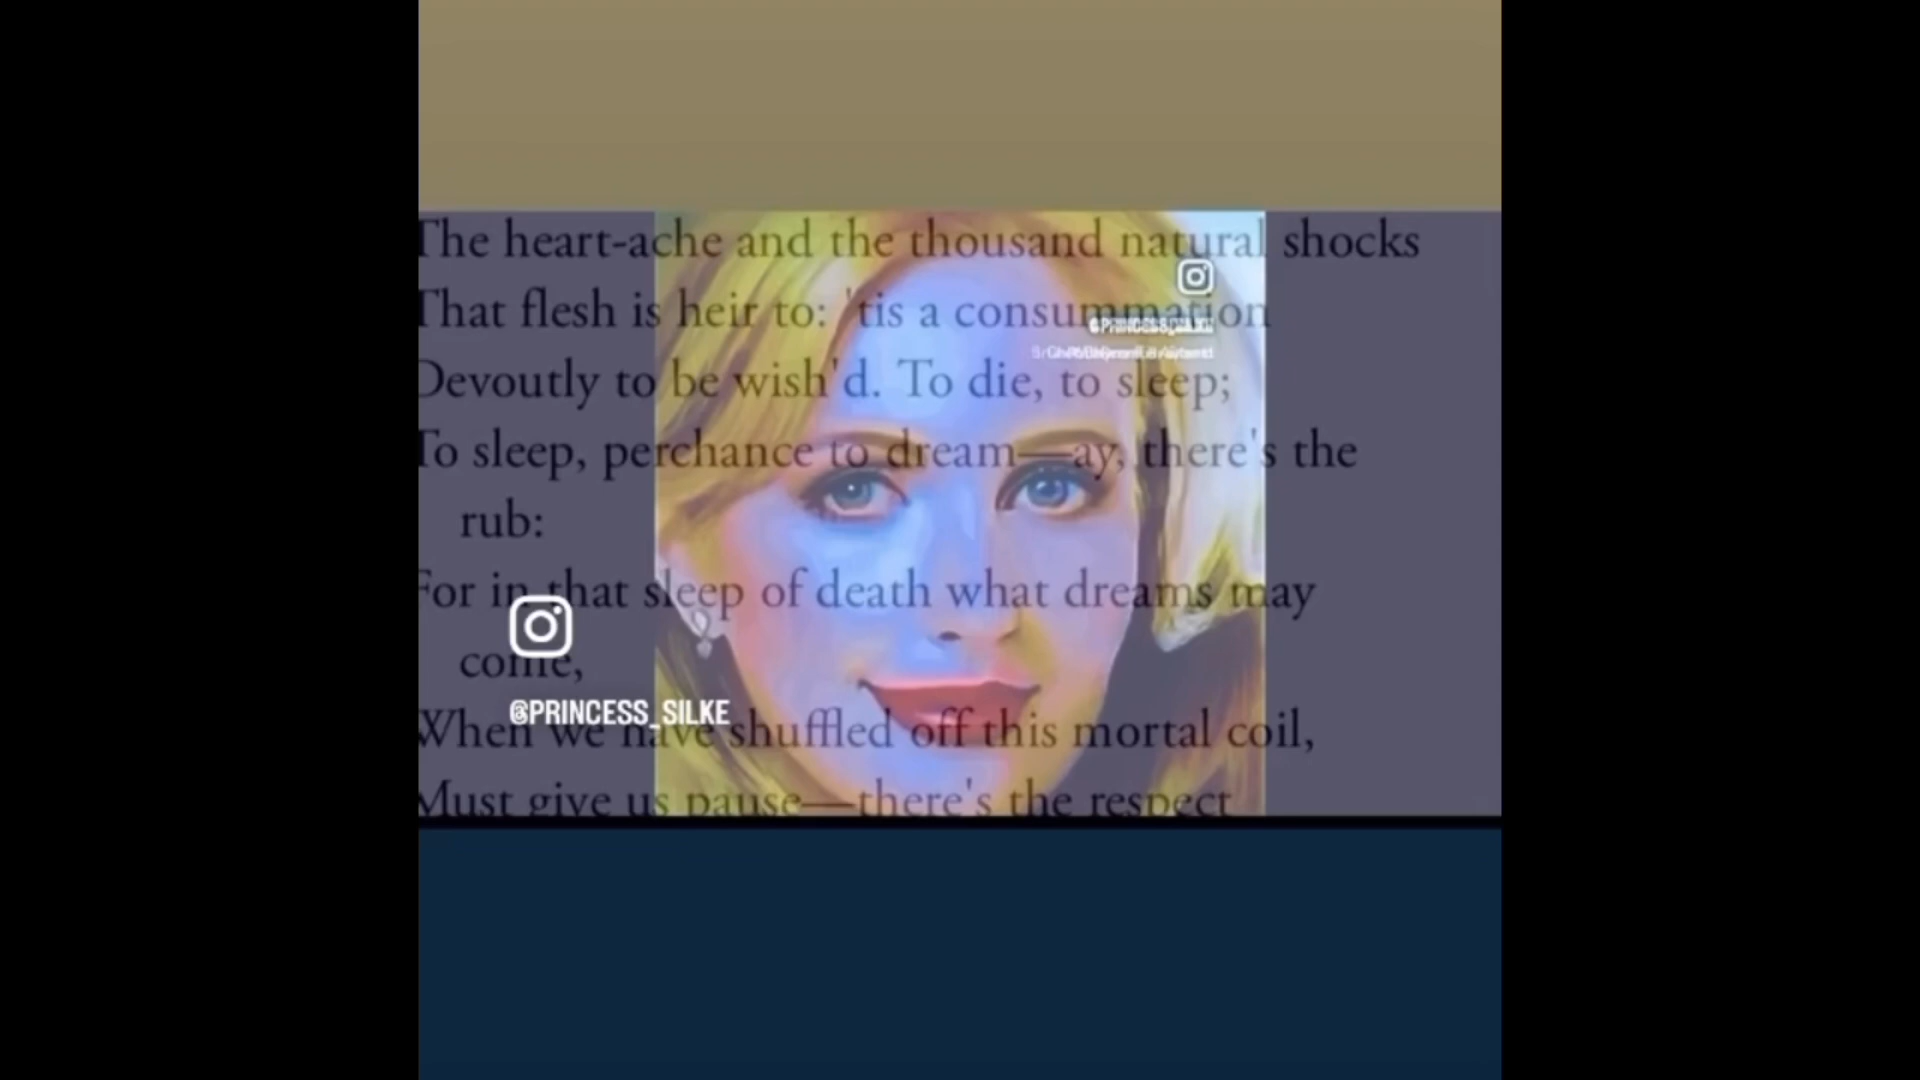 The heart-ache and the thousand natural shocks
That flesh is heir to: 'tis a consummation
@PRINCESS_SILKE
Devoutly to be wish'd. To die, to sleep;
To sleep, perchance to dream—ay, there's the
rub:
For in that sleep of death what dreams may
come,
@PRINCESS_SILKE
When we have shuffled off this mortal coil,
Must give us pause—there's the respect